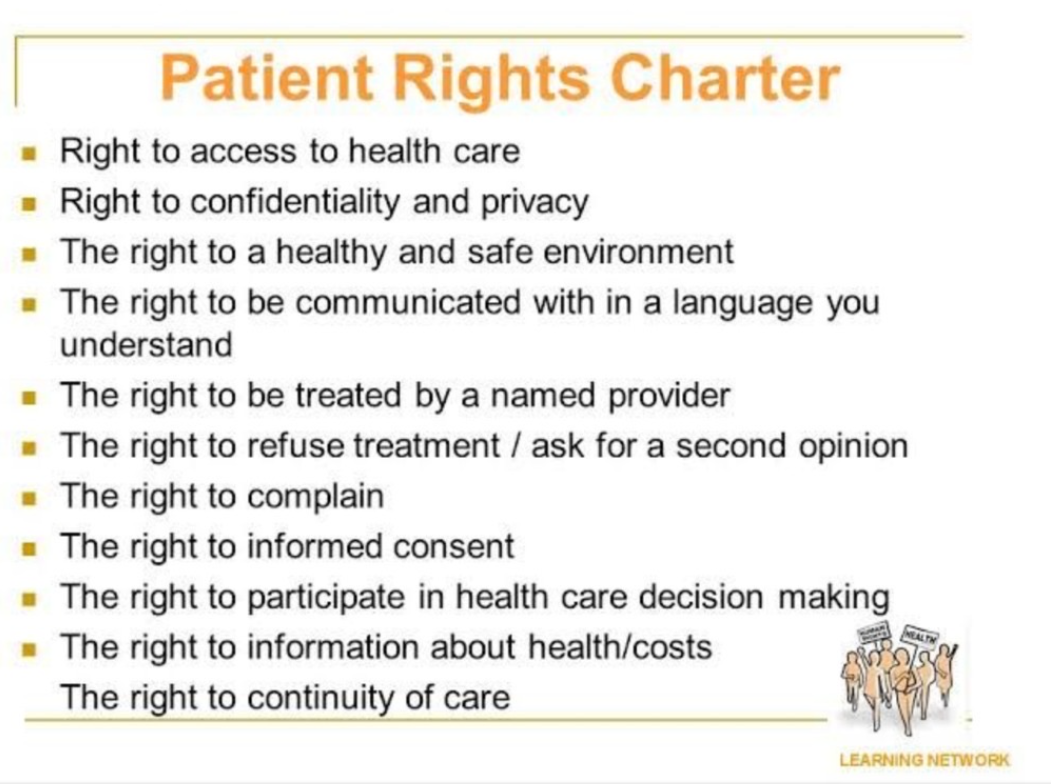 Patient Rights Charter
Right to access to health care
Right to confidentiality and privacy
The right to a healthy and safe environment
The right to be communicated with in a language you
understand
The right to be treated by a named provider
The right to refuse treatment / ask for a second opinion
The right to complain
The right to informed consent
The right to participate in health care decision making
The right to information about health/costs
The right to continuity of care
HUMAN
RIGHTS
HEALTH
LEARNING NETWORK